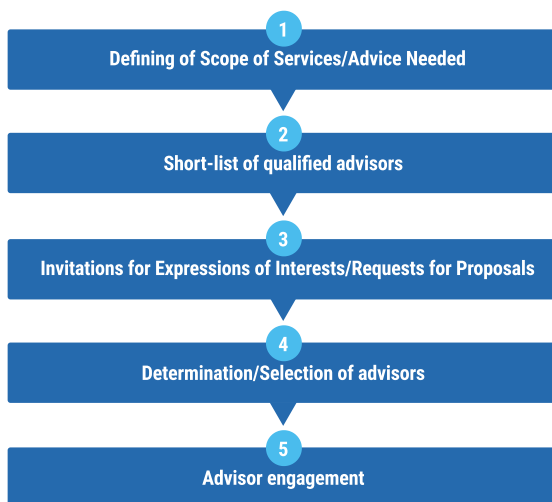 1
Defining of Scope of Services/Advice Needed
2
Short-list of qualified advisors
3
Invitations for Expressions of Interests/Requests for Proposals
4
Determination/Selection of advisors
5
Advisor engagement